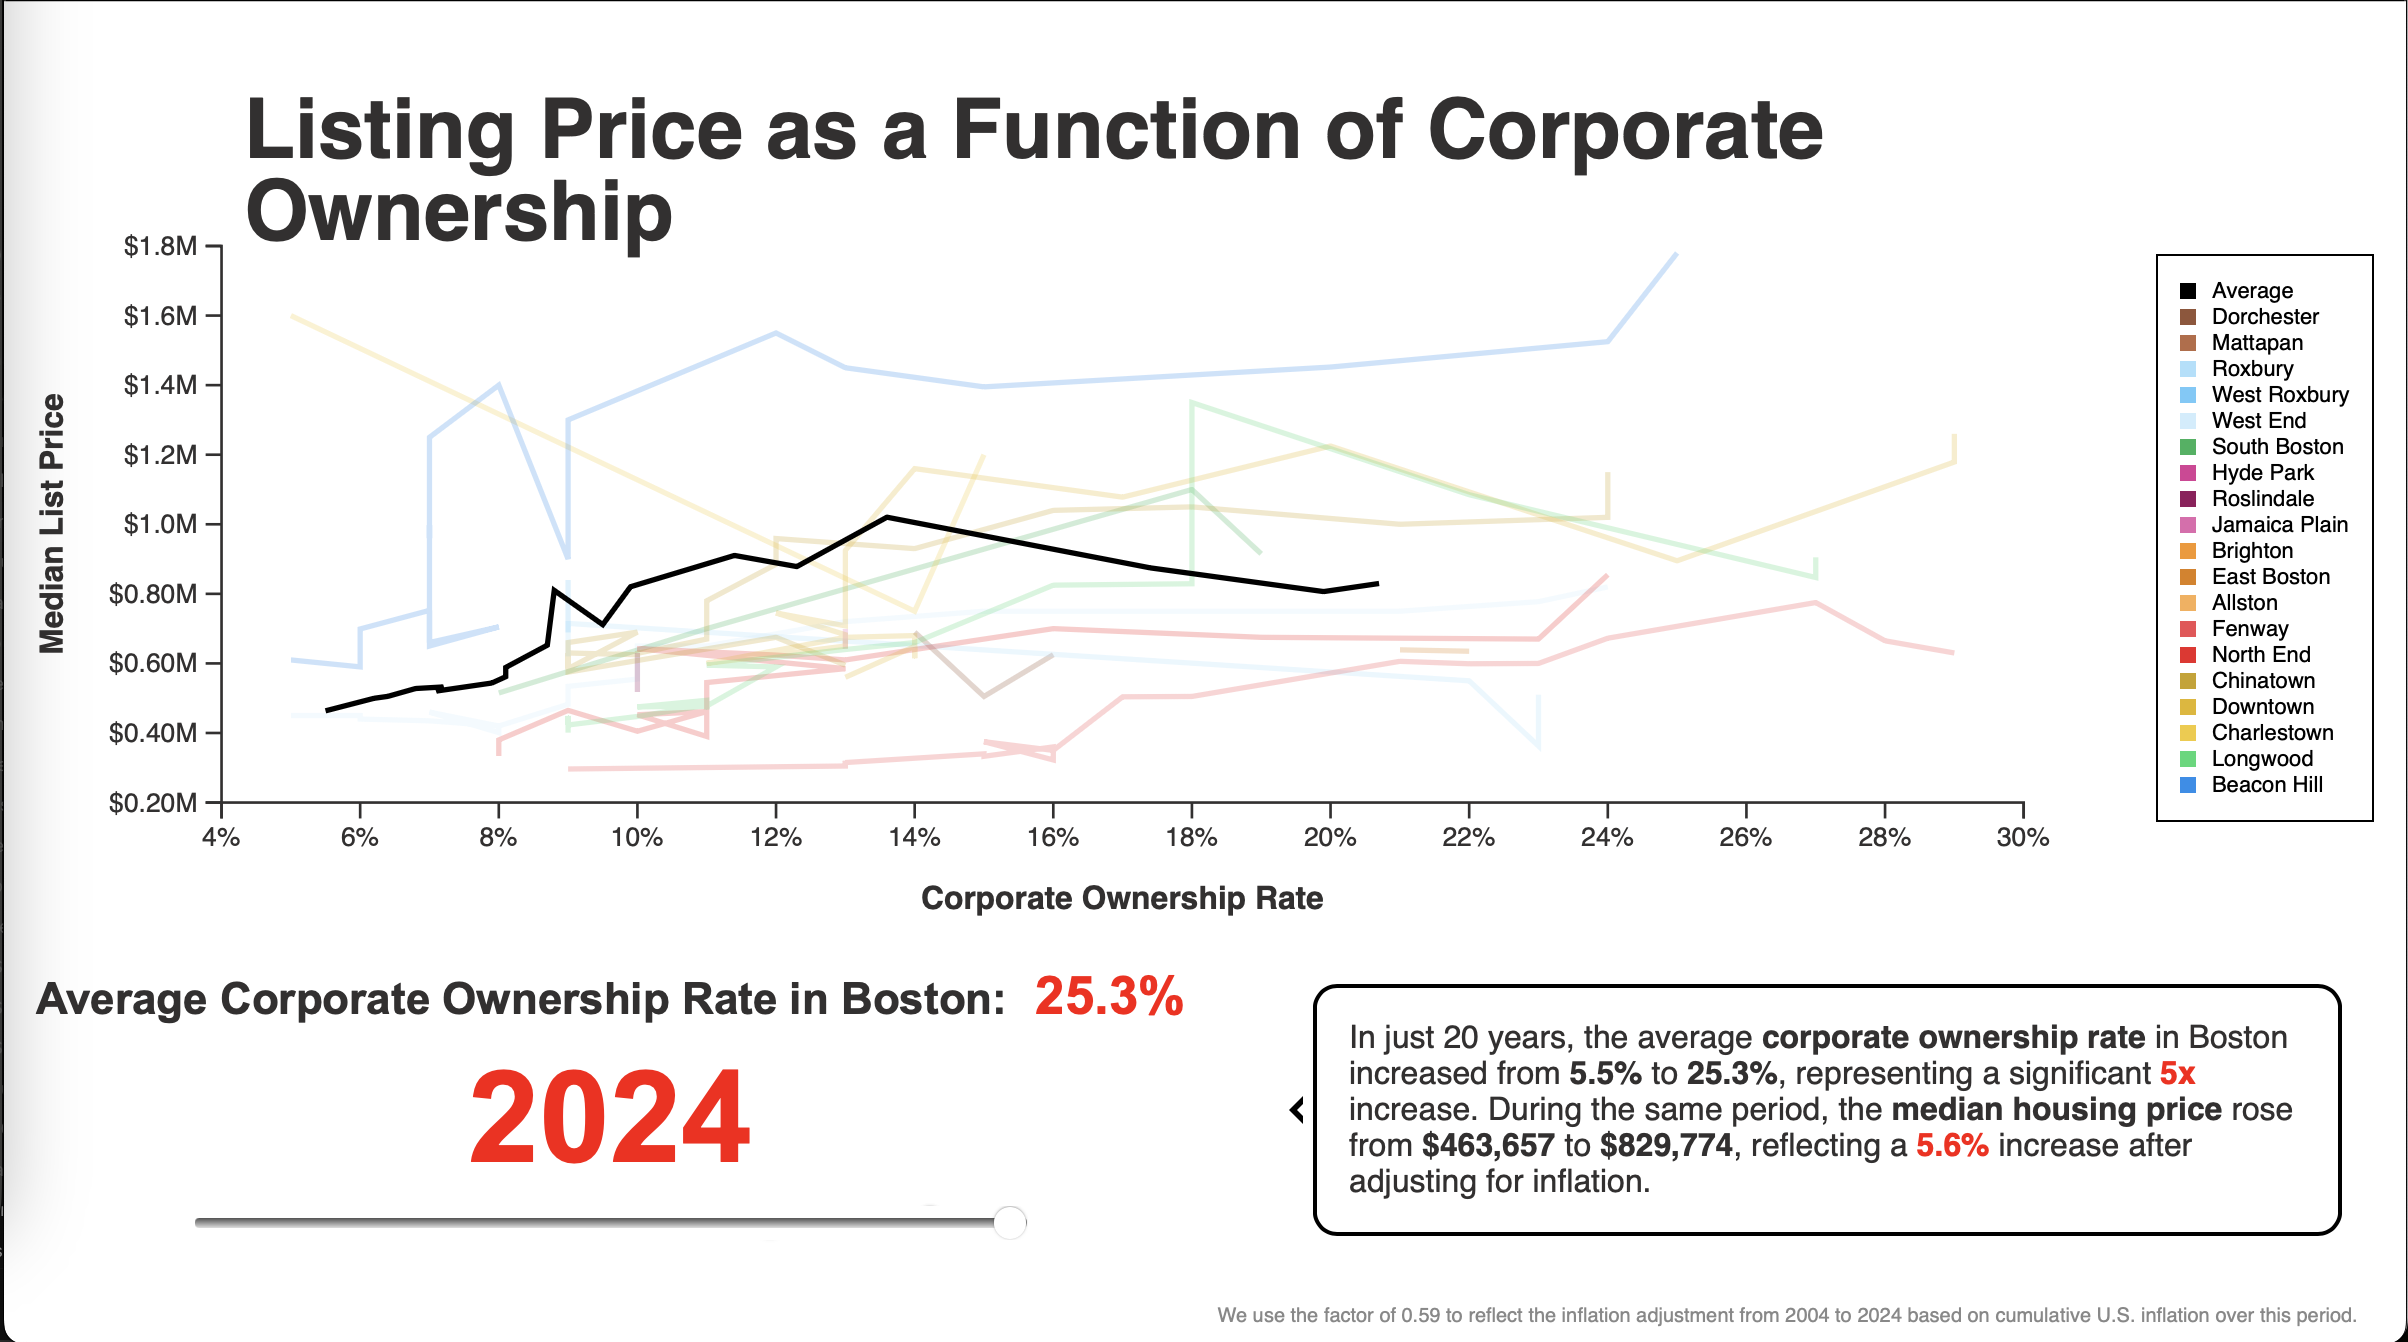 Listing Price as a Function of Corporate
Ownership
$1.8M
$1.6M
$1.4M
$1.2M
$1.0M
$0.80M
$0.60M
$0.40M
$0.20M
Median List Price
4% 6% 8% 10% 12% 14% 16% 18% 20% 22% 24% 26% 28% 30%
Corporate Ownership Rate
Average
Dorchester
Mattapan
Roxbury
West Roxbury
West End
South Boston
Hyde Park
Roslindale
Jamaica Plain
Brighton
East Boston
Allston
Fenway
North End
Chinatown
Downtown
Charlestown
Longwood
Beacon Hill
Average Corporate Ownership Rate in Boston: 25.3%
2024
In just 20 years, the average corporate ownership rate in Boston
increased from 5.5% to 25.3%, representing a significant 5x
increase. During the same period, the median housing price rose
from $463,657 to $829,774, reflecting a 5.6% increase after
adjusting for inflation.
We use the factor of 0.59 to reflect the inflation adjustment from 2004 to 2024 based on cumulative U.S. inflation over this period.